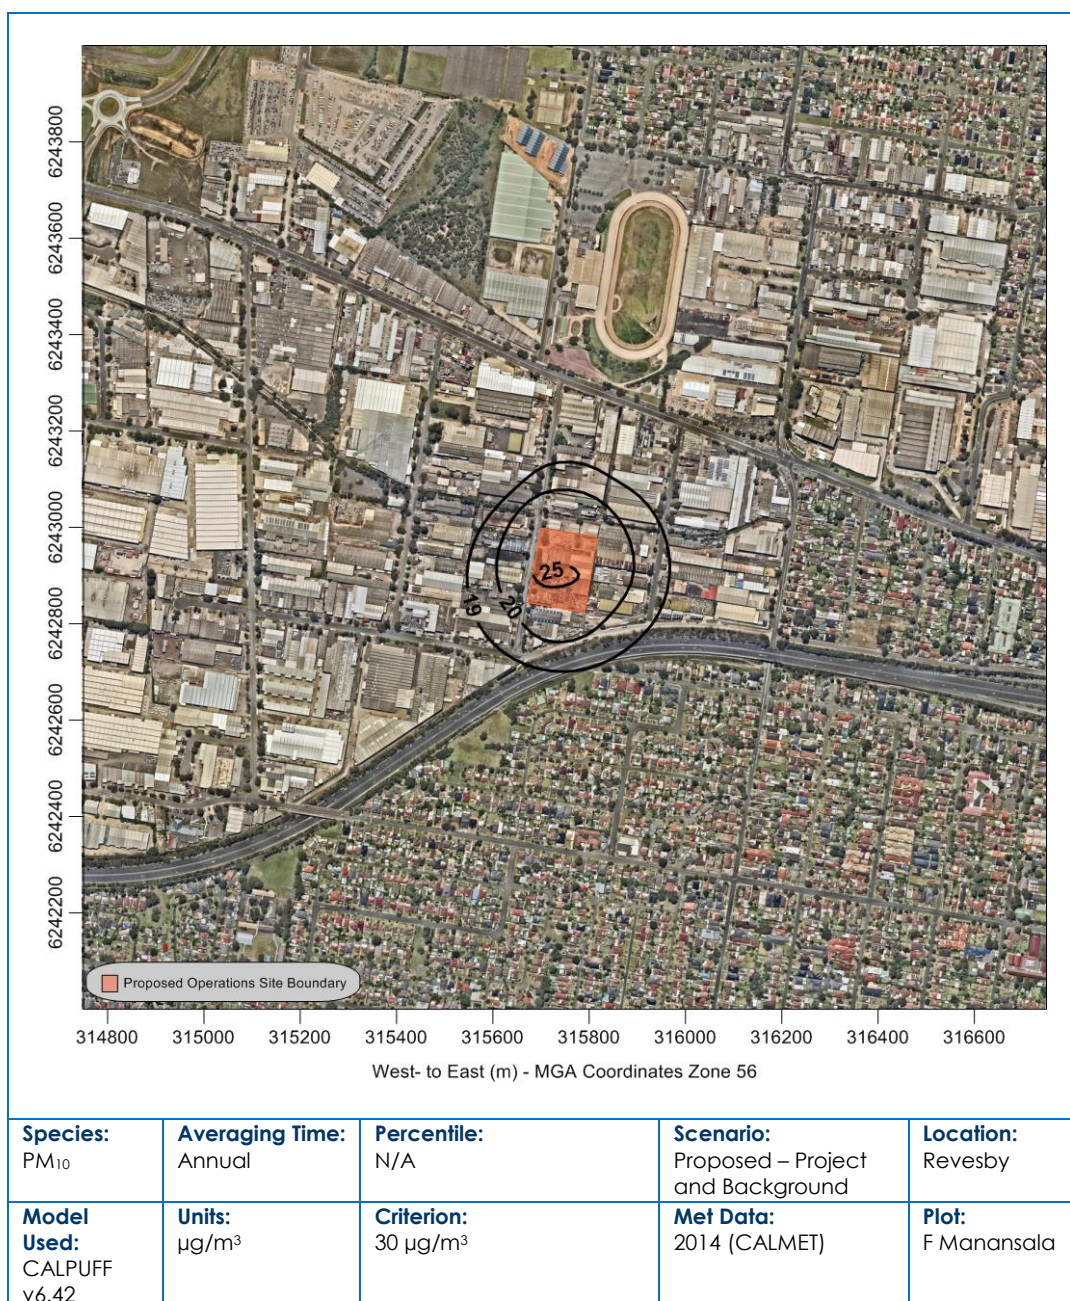 6243800
6243600
6243400
6243200
6243000
6242800
6242600
6242400
6242200
25
20
19
Proposed Operations Site Boundary
314800 315000 315200 315400 315600 315800 316000 316200 316400 316600
West- to East (m) - MGA Coordinates Zone 56
Species:
PM10
Averaging Time:
Annual
Percentile:
N/A
Scenario:
Proposed – Project
and Background
Location:
Revesby
Model
Used:
CALPUFF
v6.42
Units:
µg/m³
Criterion:
30 µg/m³
Met Data:
2014 (CALMET)
Plot:
F Manansala